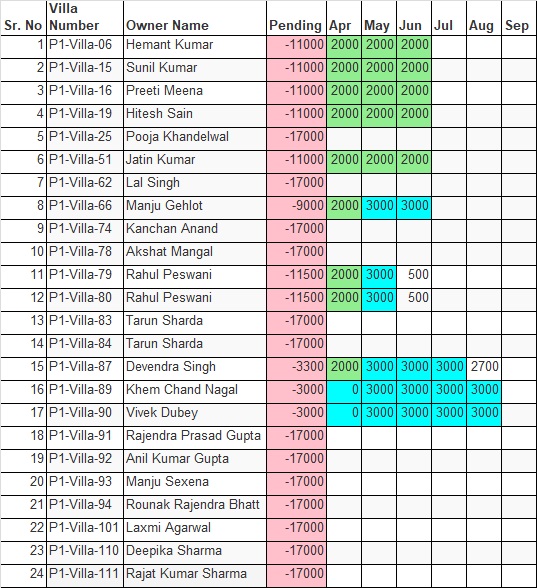 Sr. No Villa Number Owner Name Pending Apr May Jun Jul Aug Sep
1 P1-Villa-06 Hemant Kumar -11000 2000 2000 2000
2 P1-Villa-15 Sunil Kumar -11000 2000 2000 2000
3 P1-Villa-16 Preeti Meena -11000 2000 2000 2000
4 P1-Villa-19 Hitesh Sain -11000 2000 2000 2000
5 P1-Villa-25 Pooja Khandelwal -17000
6 P1-Villa-51 Jatin Kumar -11000 2000 2000 2000
7 P1-Villa-62 Lal Singh -17000
8 P1-Villa-66 Manju Gehlot -9000 2000 3000 3000
9 P1-Villa-74 Kanchan Anand -17000
10 P1-Villa-78 Akshat Mangal -17000
11 P1-Villa-79 Rahul Peswani -11500 2000 3000 500
12 P1-Villa-80 Rahul Peswani -11500 2000 3000 500
13 P1-Villa-83 Tarun Sharda -17000
14 P1-Villa-84 Tarun Sharda -17000
15 P1-Villa-87 Devendra Singh -3300 2000 3000 3000 3000 2700
16 P1-Villa-89 Khem Chand Nagal -3000 0 3000 3000 3000 3000
17 P1-Villa-90 Vivek Dubey -3000 0 3000 3000 3000 3000
18 P1-Villa-91 Rajendra Prasad Gupta -17000
19 P1-Villa-92 Anil Kumar Gupta -17000
20 P1-Villa-93 Manju Sexena -17000
21 P1-Villa-94 Rounak Rajendra Bhatt -17000
22 P1-Villa-101 Laxmi Agarwal -17000
23 P1-Villa-110 Deepika Sharma -17000
24 P1-Villa-111 Rajat Kumar Sharma -17000